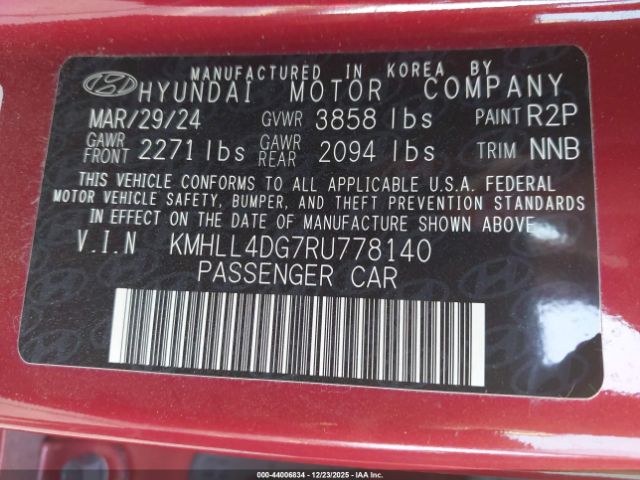 MANUFACTURED IN KOREA BY
HYUNDAI MOTOR COMPANY
MAR/29/24 GVWR 3858 lbs PAINT R2P
GAWR FRONT 2271 lbs GAWR REAR 2094 lbs TRIM NNB
THIS VEHICLE CONFORMS TO ALL APPLICABLE U.S.A. FEDERAL
MOTOR VEHICLE SAFETY, BUMPER, AND THEFT PREVENTION STANDARDS
IN EFFECT ON THE DATE OF MANUFACTURE SHOWN ABOVE.
V.I.N KMHLL4DG7RU778140
PASSENGER CAR
000-44006834 - 12/23/2025 - IAAI.COM